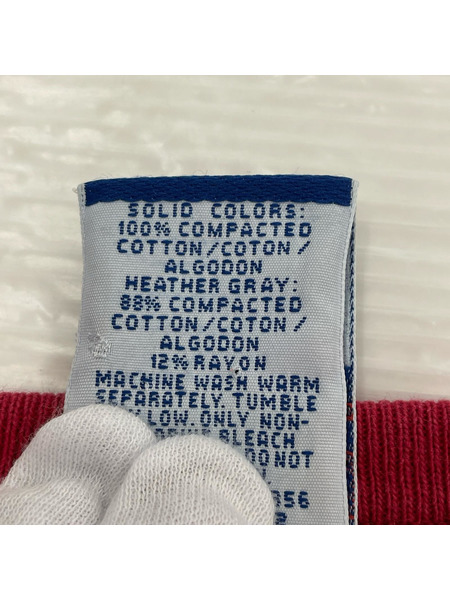 SOLID COLORS:
100% COMPACTED
COTTON/COTON/
ALGODON
HEATHER GRAY:
88% COMPACTED
COTTON/COTON/
ALGODON
12% RAYON
MACHINE WASH WARM
SEPARATELY TUMBLE
LOW. ONLY NON-
BLEACH
DO NOT